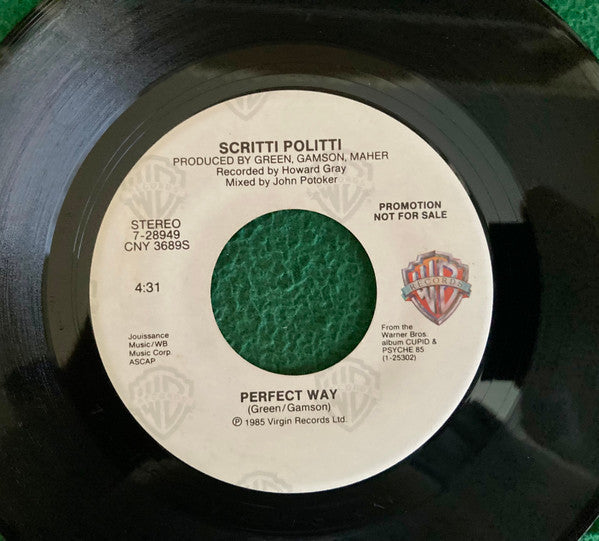 SCRITTI POLITTI
PRODUCED BY GREEN, GAMSON, MAHER
Recorded by Howard Gray
Mixed by John Potoker
PROMOTION
NOT FOR SALE
STEREO
7-28949
CNY 3689S
4:31
WB
RECORDS
Jouissance
Music/WB
Music Corp.
ASCAP
From the
Warner Bros.
album CUPID &
PSYCHE 85
(1-25302)
PERFECT WAY
(Green/Gamson)
Ⓟ 1985 Virgin Records Ltd.